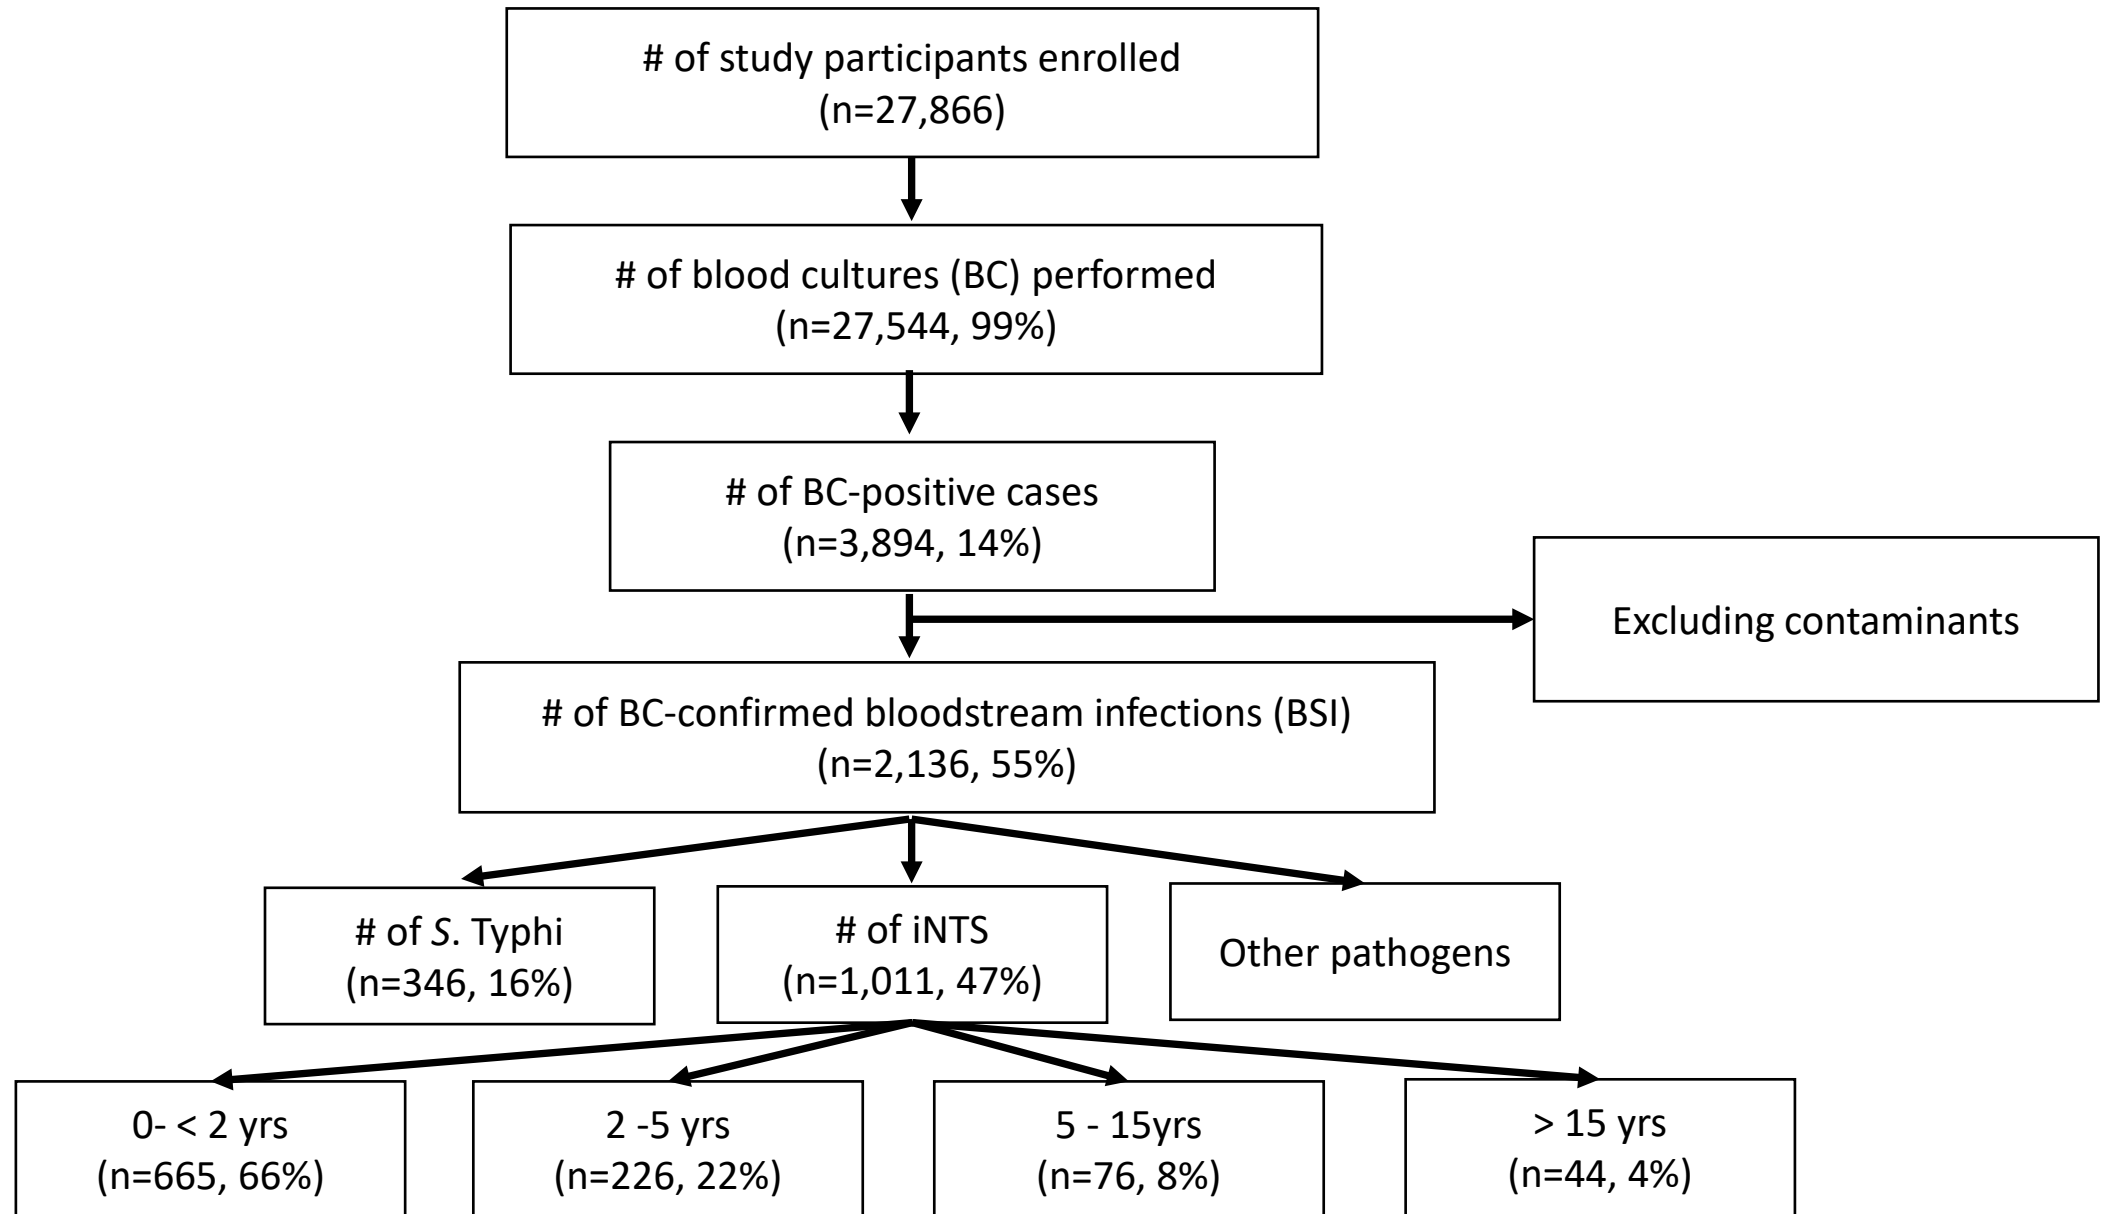 # of study participants enrolled
(n=27,866)
# of blood cultures (BC) performed
(n=27,544, 99%)
# of BC-positive cases
(n=3,894, 14%)
Excluding contaminants
# of BC-confirmed bloodstream infections (BSI)
(n=2,136, 55%)
# of S. Typhi
(n=346, 16%)
# of iNTS
(n=1,011, 47%)
Other pathogens
0- < 2 yrs
(n=665, 66%)
2 -5 yrs
(n=226, 22%)
5 - 15yrs
(n=76, 8%)
> 15 yrs
(n=44, 4%)